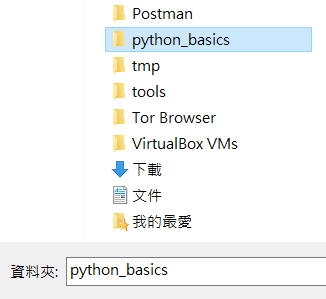 Postman
python_basics
tmp
tools
Tor Browser
VirtualBox VMs
下載
文件
我的最愛
資料夾: python_basics